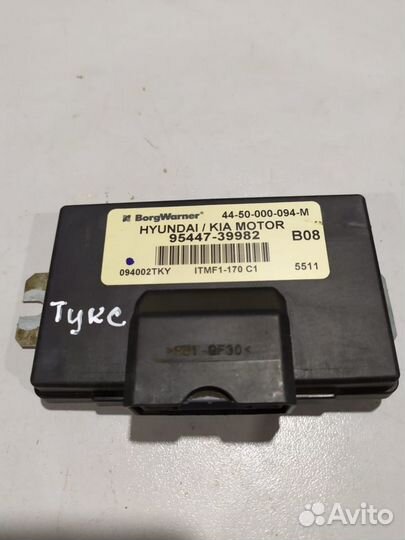 BorgWarner 44-50-000-094-M
HYUNDAI / KIA MOTOR
95447-39982 B08
094002TKY ITMF1-170 C1 5511
Тукс
>PBT-GF30<
Avito